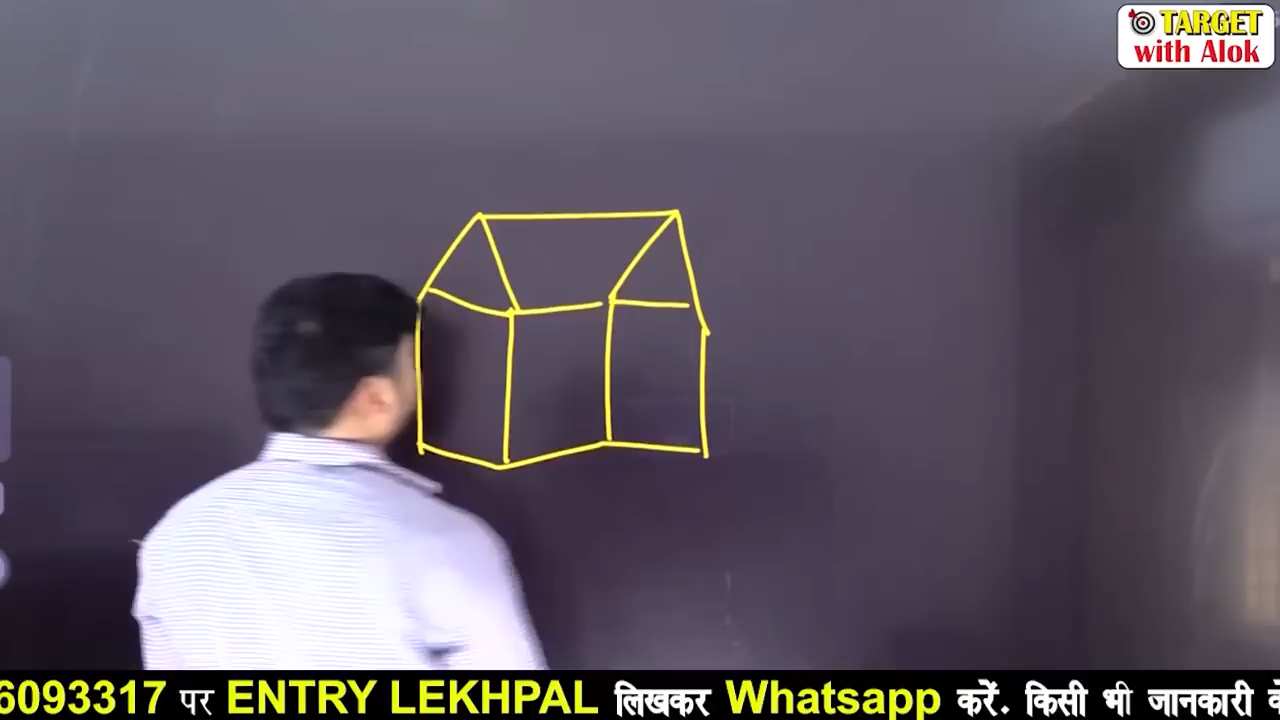 TARGET
with Alok
6093317 पर ENTRY LEKHPAL लिखकर Whatsapp करें. किसी भी जानकारी के